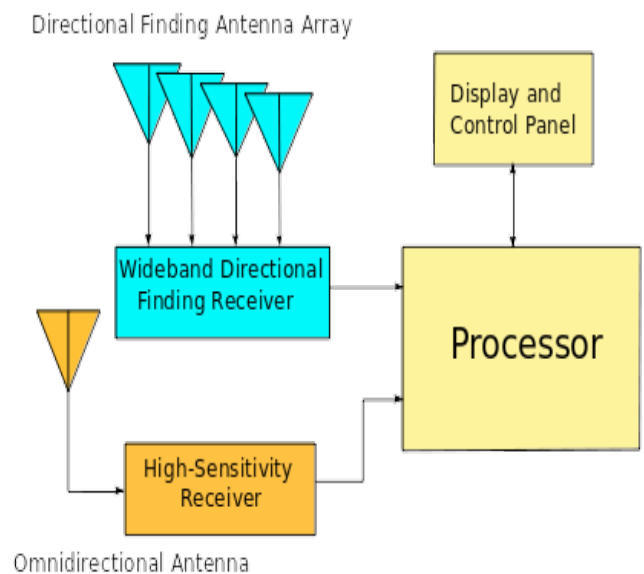 Directional Finding Antenna Array
Display and
Control Panel
Wideband Directional
Finding Receiver
Processor
High-Sensitivity
Receiver
Omnidirectional Antenna